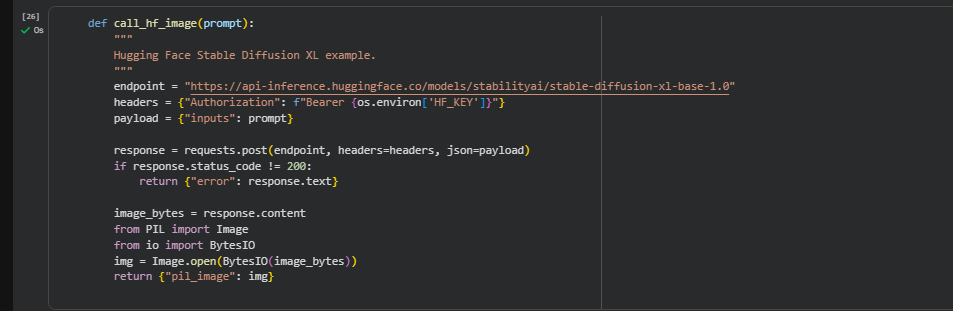 [26]
0s
def call_hf_image(prompt):
"""
Hugging Face Stable Diffusion XL example.
"""
endpoint = "https://api-inference.huggingface.co/models/stabilityai/stable-diffusion-xl-base-1.0"
headers = {"Authorization": f"Bearer {os.environ['HF_KEY']}"}
payload = {"inputs": prompt}
response = requests.post(endpoint, headers=headers, json=payload)
if response.status_code != 200:
return {"error": response.text}
image_bytes = response.content
from PIL import Image
from io import BytesIO
img = Image.open(BytesIO(image_bytes))
return {"pil_image": img}